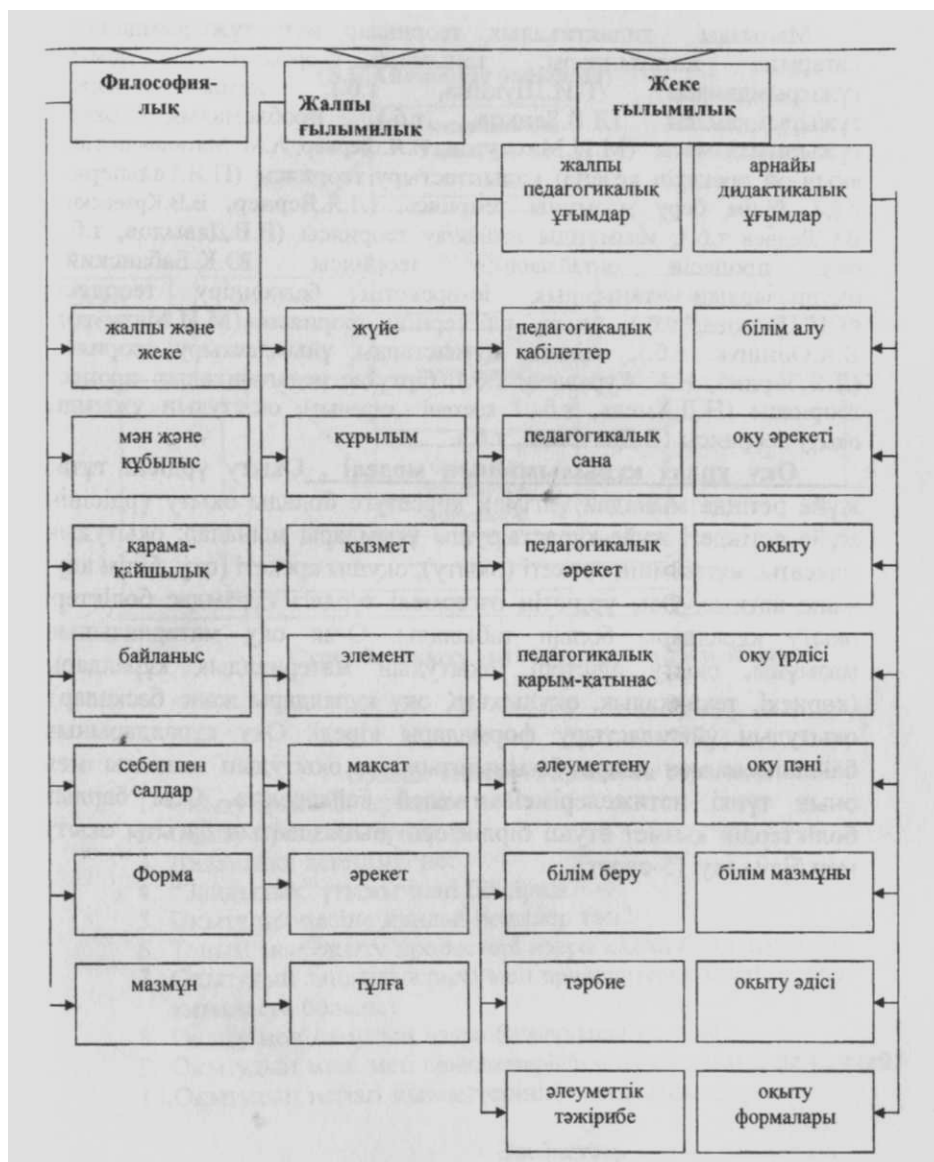 Философия-
лық
Жалпы
ғылымилық
Жеке
ғылымилық
жалпы
педагогикалық
ұғымдар
арнайы
дидактикалық
ұғымдар
жалпы және
жеке
жүйе
педагогикалық
қабілеттер
білім алу
мән және
құбылыс
құрылым
педагогикалық
сана
оқу әрекеті
қарама-
қайшылық
қызмет
педагогикалық
әрекет
оқыту
байланыс
элемент
педагогикалық
қарым-қатынас
оқу үрдісі
себеп пен
салдар
мақсат
әлеуметгену
оқу пәні
Форма
әрекет
білім беру
білім мазмұны
мазмұн
тұлға
тәрбие
оқыту әдісі
әлеуметтік
тәжірибе
оқыту
формалары